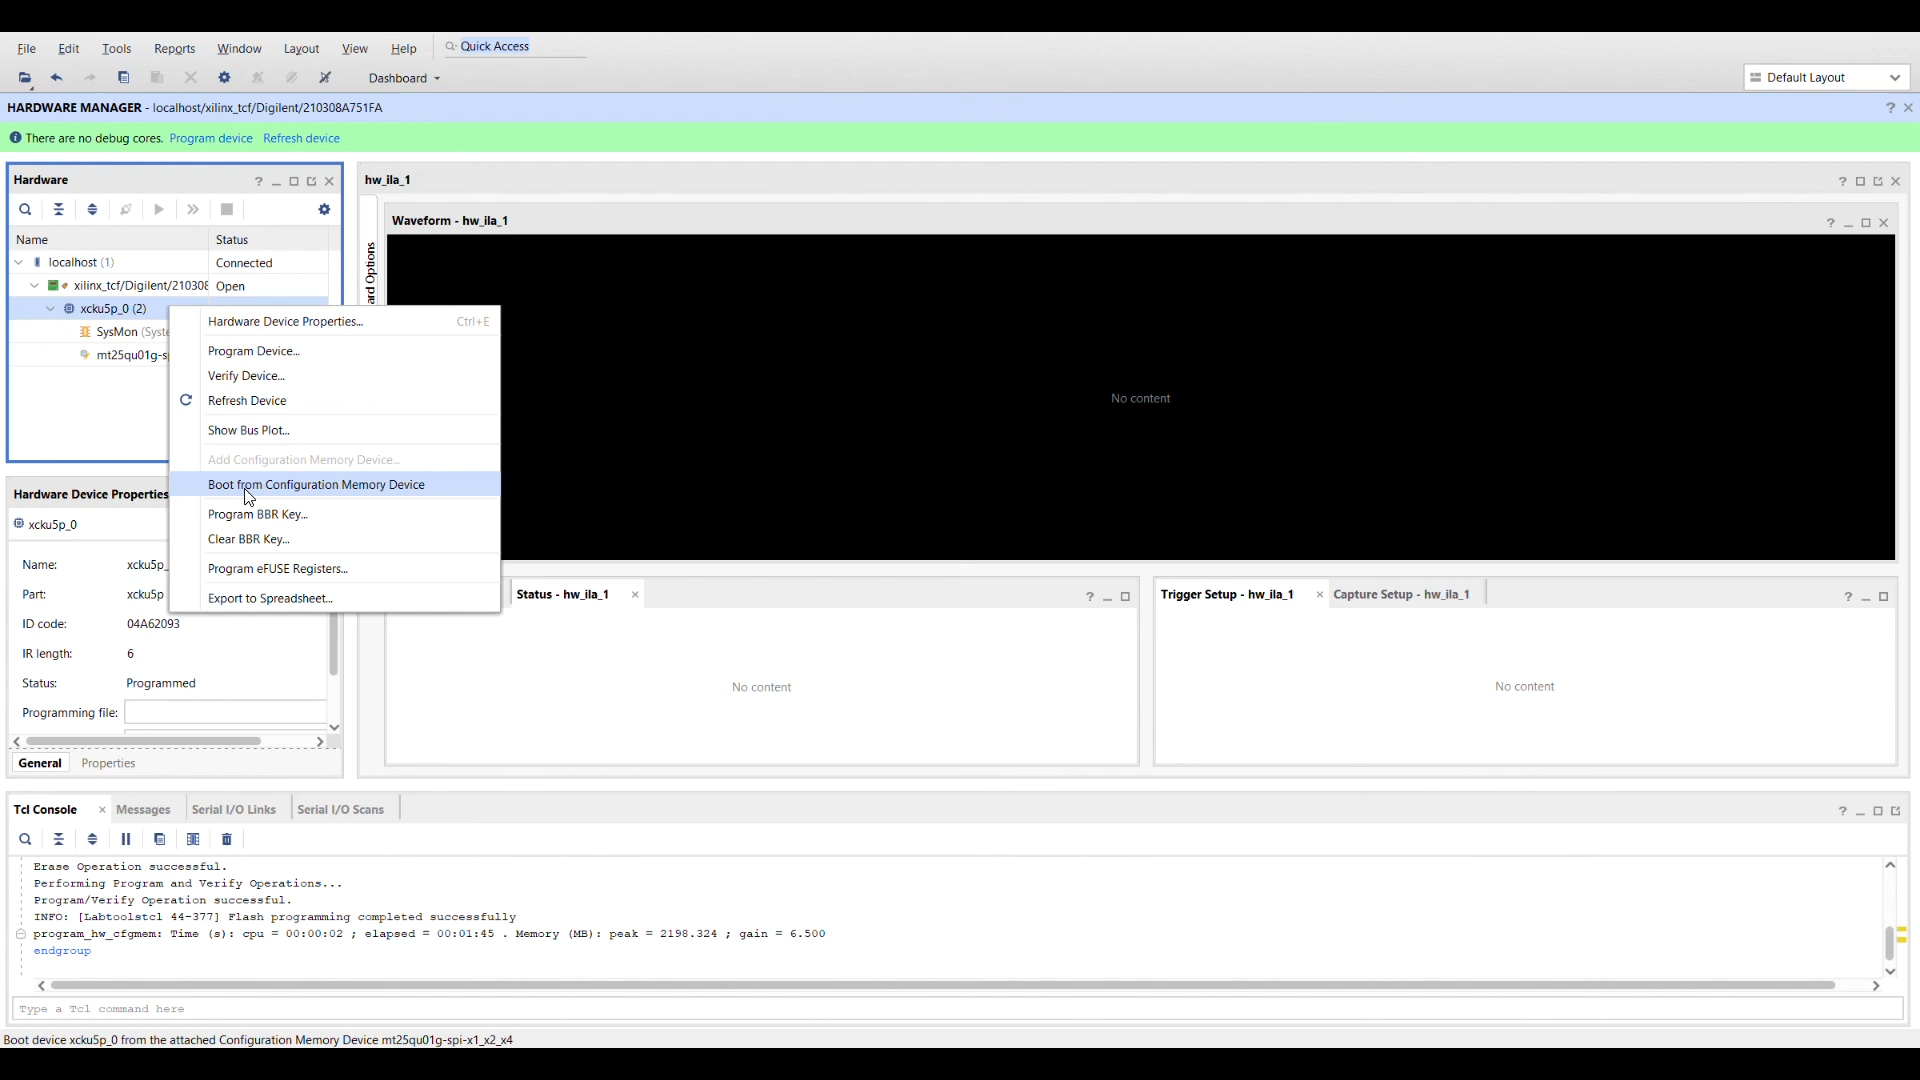 File Edit Tools Reports Window Layout View Help Quick Access
Dashboard Default Layout
HARDWARE MANAGER - localhost/xilinx_tcf/Digilent/210308A751FA ?
There are no debug cores. Program device Refresh device
Hardware ?
Name Status
localhost (1) Connected
xilinx_tcf/Digilent/210308 Open
xcku5p_0 (2)
SysMon (Syste
mt25qu01g-sp
Hardware Device Properties... Ctrl+E
Program Device...
Verify Device...
Refresh Device
Show Bus Plot...
Add Configuration Memory Device...
Boot from Configuration Memory Device
Program BBR Key...
Clear BBR Key...
Program eFUSE Registers...
Export to Spreadsheet...
Hardware Device Properties
xcku5p_0
Name: xcku5p_
Part: xcku5p
ID code: 04A62093
IR length: 6
Status: Programmed
Programming file:
General Properties
hw_ila_1 ?
ard Options
Waveform - hw_ila_1 ?
No content
Status - hw_ila_1 ?
No content
Trigger Setup - hw_ila_1 Capture Setup - hw_ila_1 ?
No content
Tcl Console Messages Serial I/O Links Serial I/O Scans ?
Erase Operation successful.
Performing Program and Verify Operations...
Program/Verify Operation successful.
INFO: [Labtoolstcl 44-377] Flash programming completed successfully
program_hw_cfgmem: Time (s): cpu = 00:00:02 ; elapsed = 00:01:45 . Memory (MB): peak = 2198.324 ; gain = 6.500
endgroup
Type a Tcl command here
Boot device xcku5p_0 from the attached Configuration Memory Device mt25qu01g-spi-x1_x2_x4